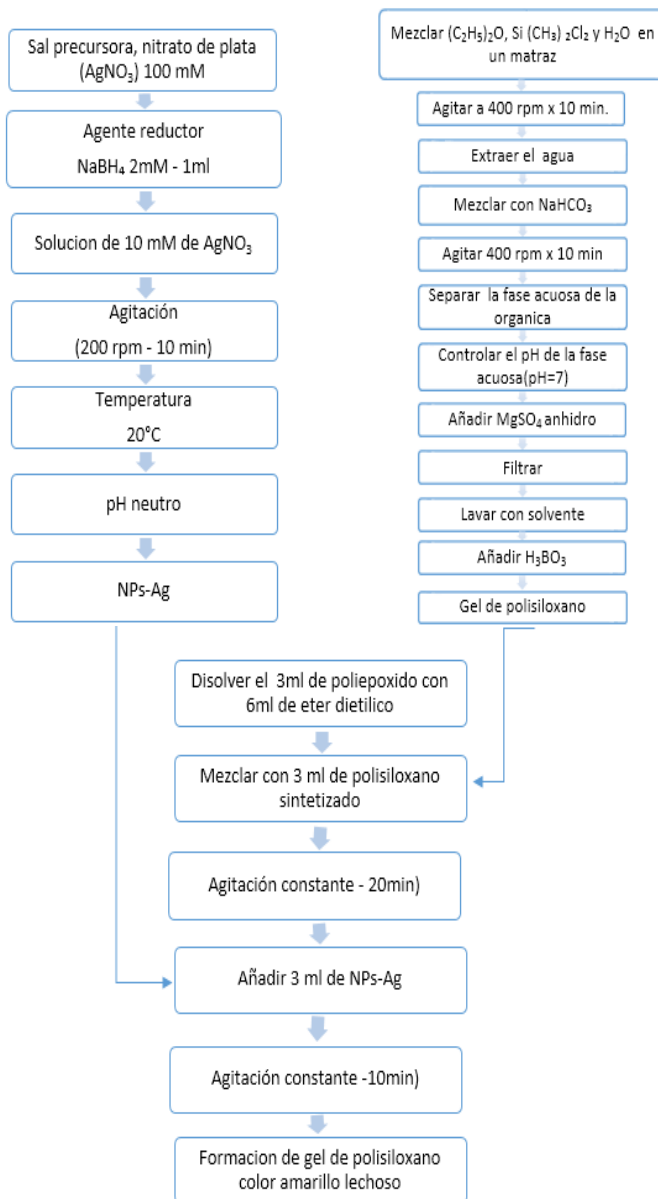 Sal precursora, nitrato de plata
(AgNO₃) 100 mM
Agente reductor
NaBH₄ 2mM - 1ml
Solucion de 10 mM de AgNO₃
Agitación
(200 rpm - 10 min)
Temperatura
20°C
pH neutro
NPs-Ag
Mezclar (C₂H₅)₂O, Si (CH₃) ₂Cl₂ y H₂O en
un matraz
Agitar a 400 rpm x 10 min.
Extraer el agua
Mezclar con NaHCO₃
Agitar 400 rpm x 10 min
Separar la fase acuosa de la
organica
Controlar el pH de la fase
acuosa(pH=7)
Añadir MgSO₄ anhidro
Filtrar
Lavar con solvente
Añadir H₃BO₃
Gel de polisiloxano
Disolver el 3ml de poliepoxido con
6ml de eter dietilico
Mezclar con 3 ml de polisiloxano
sintetizado
Agitación constante - 20min)
Añadir 3 ml de NPs-Ag
Agitación constante -10min)
Formacion de gel de polisiloxano
color amarillo lechoso